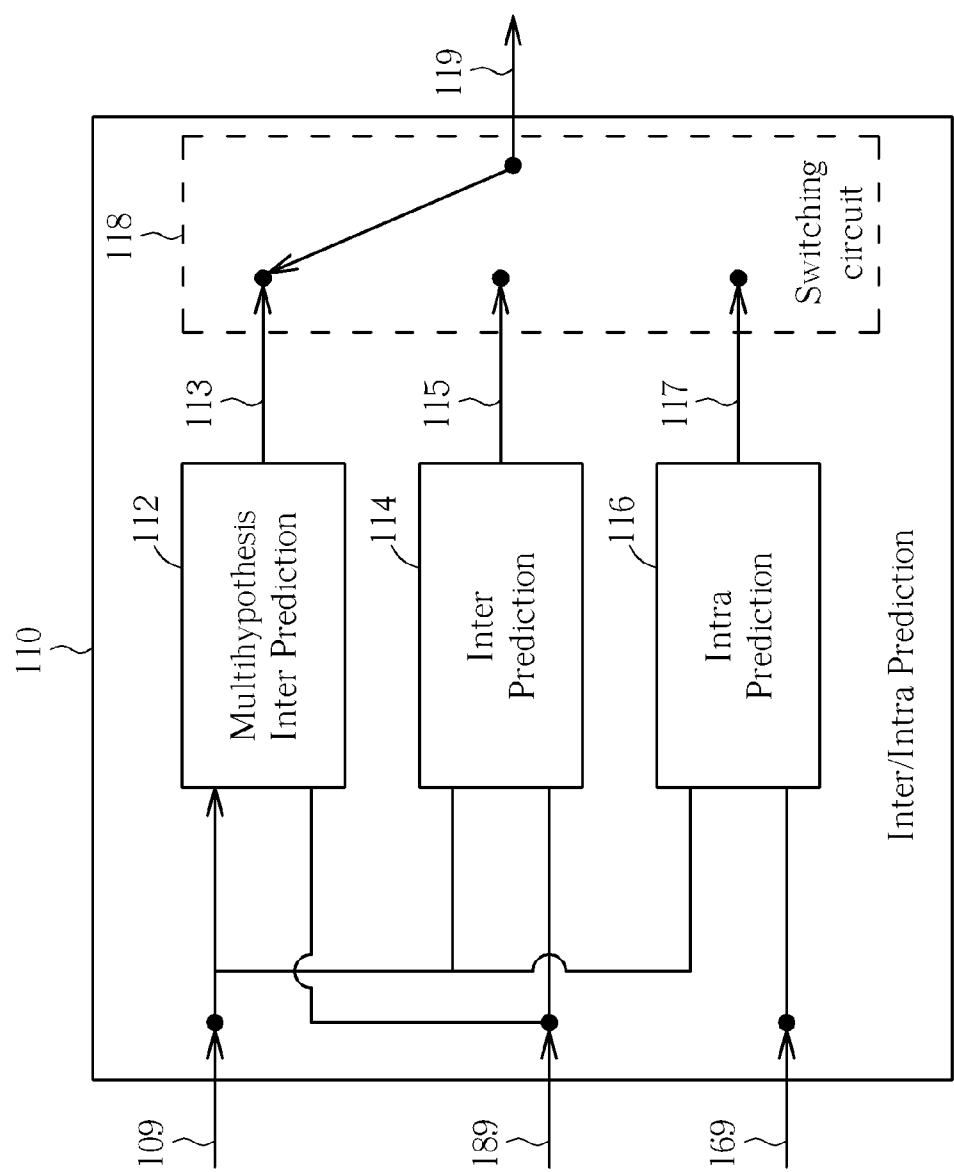 110
112
Multihypothesis
Inter Prediction
113
118
119
114
Inter
Prediction
115
116
Intra
Prediction
117
Switching
circuit
109
189
169
Inter/Intra Prediction